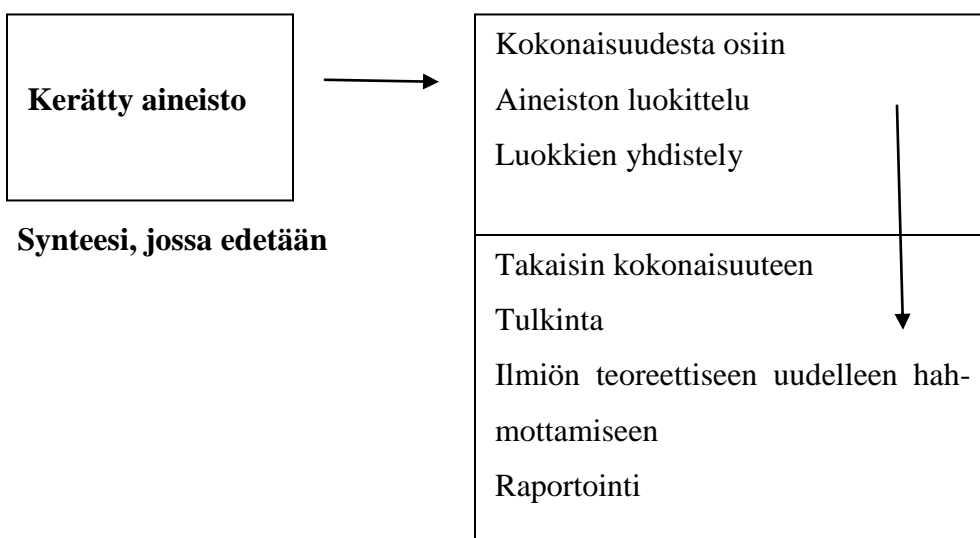 Kerätty aineisto
Synteesi, jossa edetään
Kokonaisuudesta osiin
Aineiston luokittelu
Luokkien yhdistely
Takaisin kokonaisuuteen
Tulkinta
Ilmiön teoreettiseen uudelleen hah-
mottamiseen
Raportointi